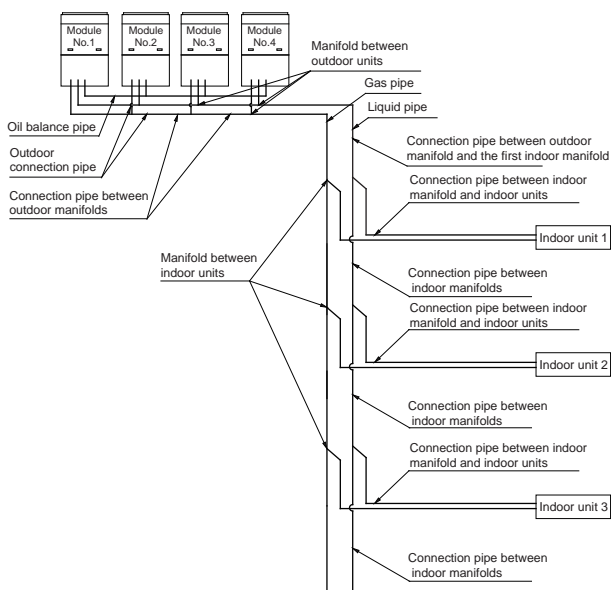 Module
No.1
Module
No.2
Module
No.3
Module
No.4
Manifold between
outdoor units
Gas pipe
Liquid pipe
Oil balance pipe
Outdoor
connection pipe
Connection pipe between
outdoor manifolds
Connection pipe between outdoor
manifold and the first indoor manifold
Connection pipe between indoor
manifold and indoor units
Indoor unit 1
Manifold between
indoor units
Connection pipe between
indoor manifolds
Connection pipe between indoor
manifold and indoor units
Indoor unit 2
Connection pipe between
indoor manifolds
Connection pipe between indoor
manifold and indoor units
Indoor unit 3
Connection pipe between
indoor manifolds